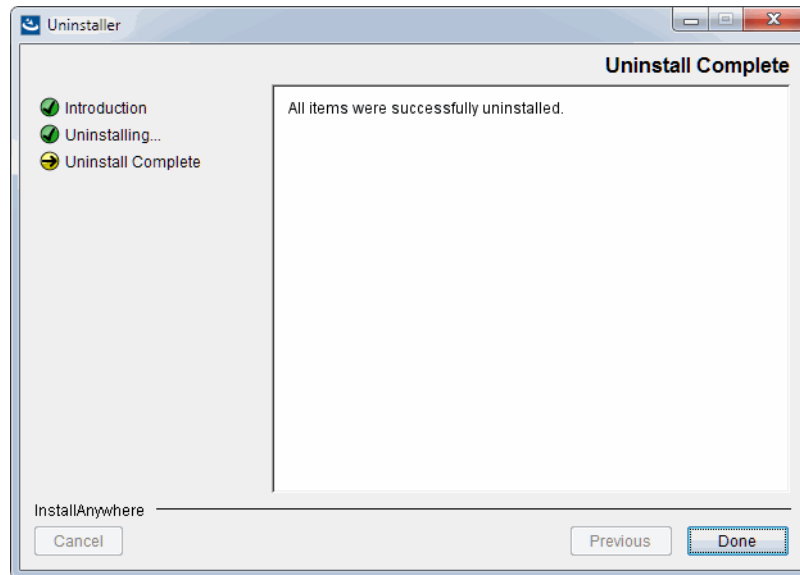 Uninstaller
Uninstall Complete
Introduction
Uninstalling...
Uninstall Complete
All items were successfully uninstalled.
InstallAnywhere
Cancel
Previous
Done